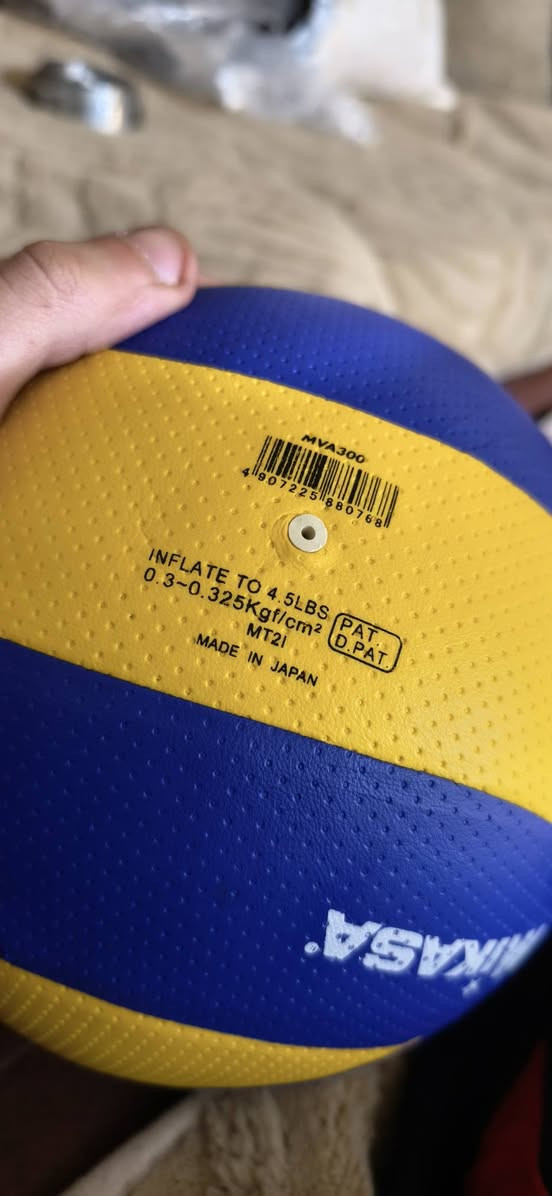 MVA300
4 907225 880768
INFLATE TO 4.5LBS
0.3~0.325Kgf/cm²
MT2I
MADE IN JAPAN
PAT.
D.PAT.
MIKASA®